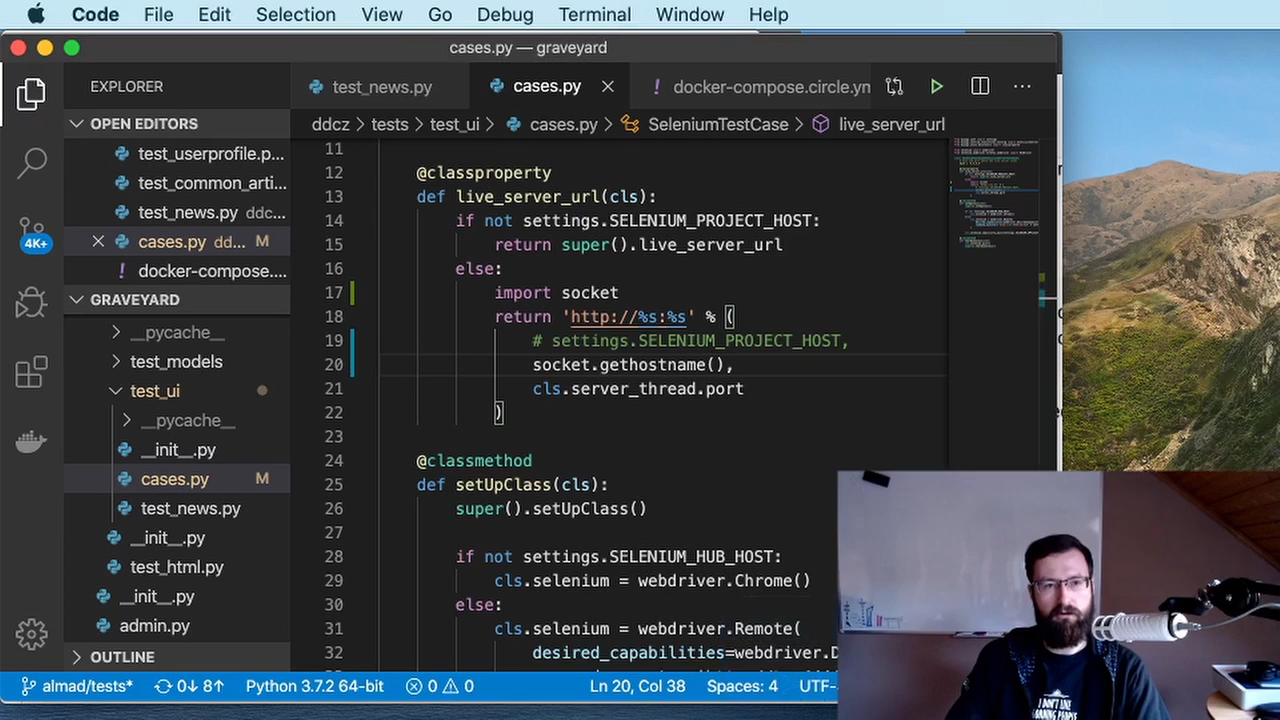 Code File Edit Selection View Go Debug Terminal Window Help
cases.py — graveyard
EXPLORER
test_news.py
cases.py
! docker-compose.circle.ym
OPEN EDITORS
ddcz > tests > test_ui > cases.py > SeleniumTestCase > live_server_url
test_userprofile.p...
test_common_arti...
test_news.py ddc...
cases.py dd... M
! docker-compose....
4K+
GRAVEYARD
__pycache__
test_models
test_ui
__pycache__
__init__.py
cases.py M
test_news.py
__init__.py
test_html.py
__init__.py
admin.py
OUTLINE
11
12 @classproperty
13 def live_server_url(cls):
14 if not settings.SELENIUM_PROJECT_HOST:
15 return super().live_server_url
16 else:
17 import socket
18 return 'http://%s:%s' % (
19 # settings.SELENIUM_PROJECT_HOST,
20 socket.gethostname(),
21 cls.server_thread.port
22 )
23
24 @classmethod
25 def setUpClass(cls):
26 super().setUpClass()
27
28 if not settings.SELENIUM_HUB_HOST:
29 cls.selenium = webdriver.Chrome()
30 else:
31 cls.selenium = webdriver.Remote(
32 desired_capabilities=webdriver.D
almad/tests* 0↓ 8↑ Python 3.7.2 64-bit 0 0 Ln 20, Col 38 Spaces: 4 UTF-
I DON'T LIKE
MORNING PEOPLE